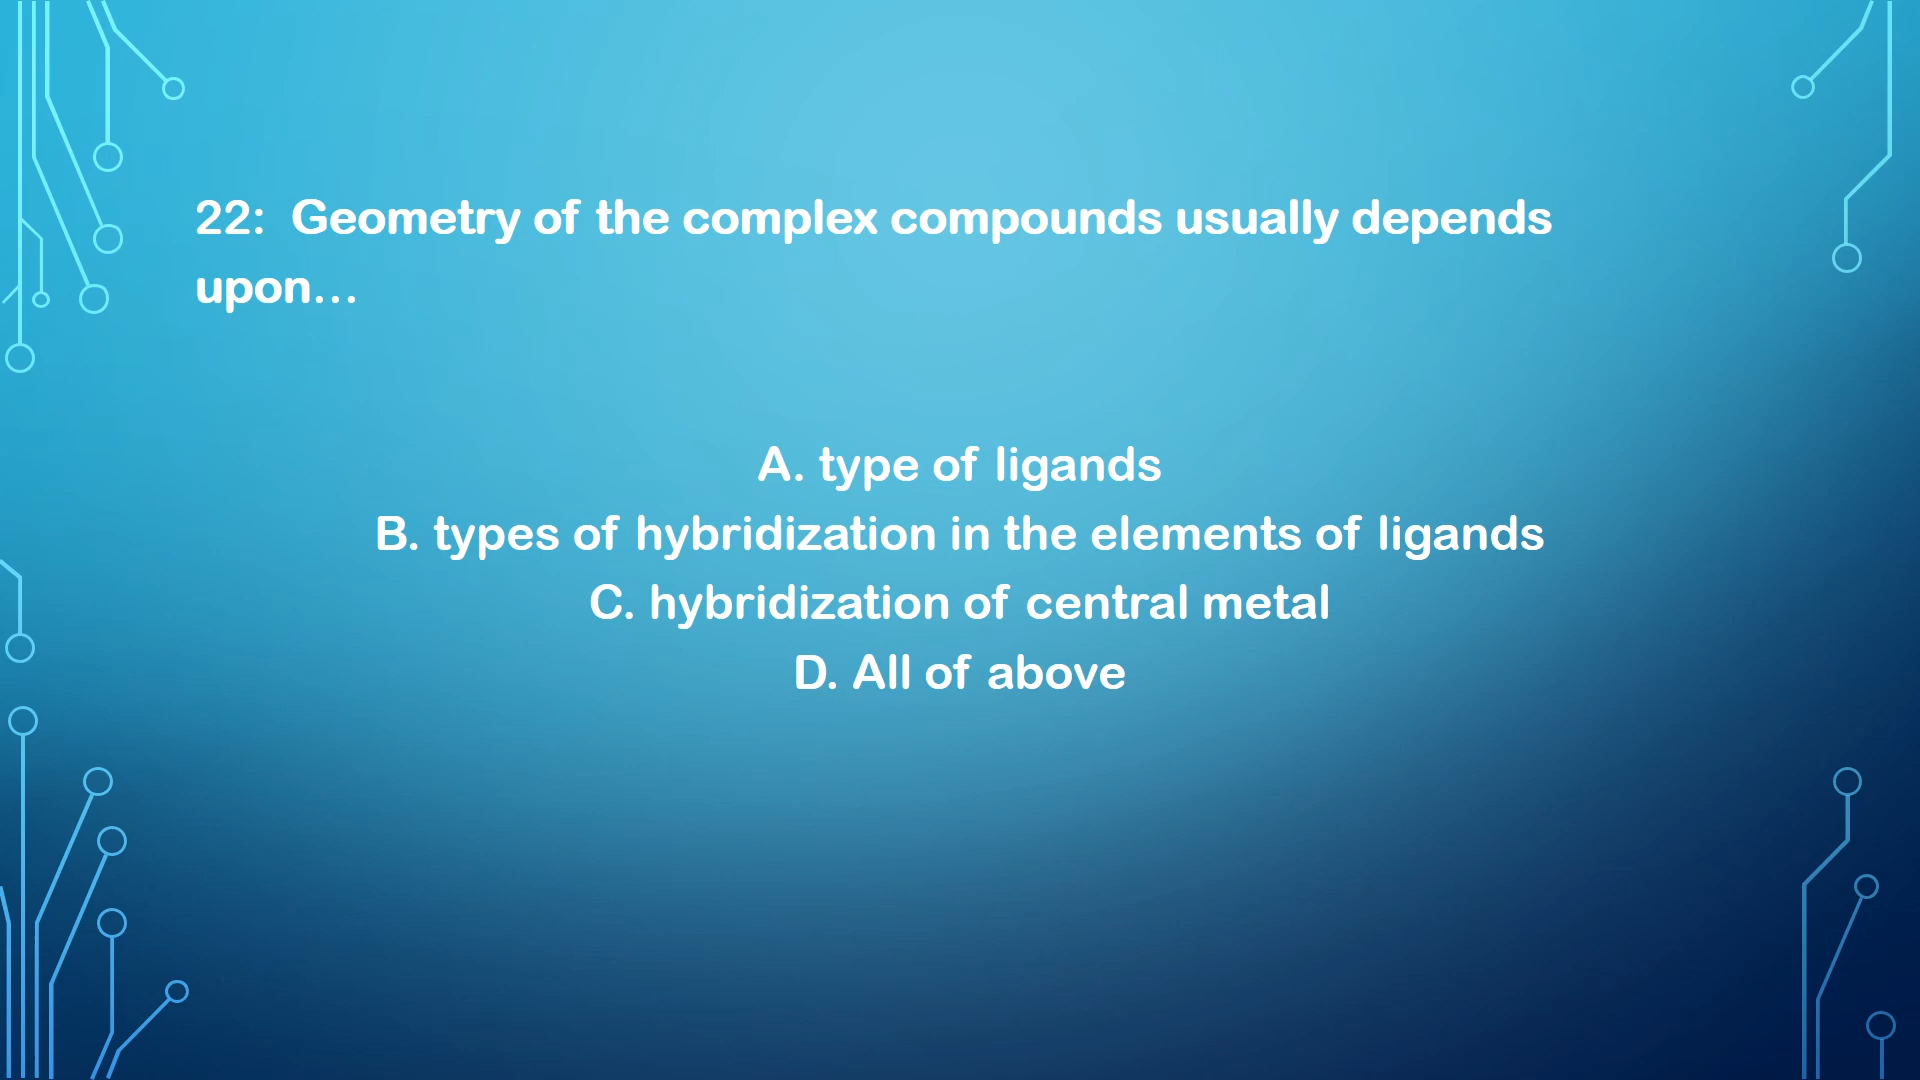 22:  Geometry of the complex compounds usually depends
upon…
A. type of ligands
B. types of hybridization in the elements of ligands
C. hybridization of central metal
D. All of above